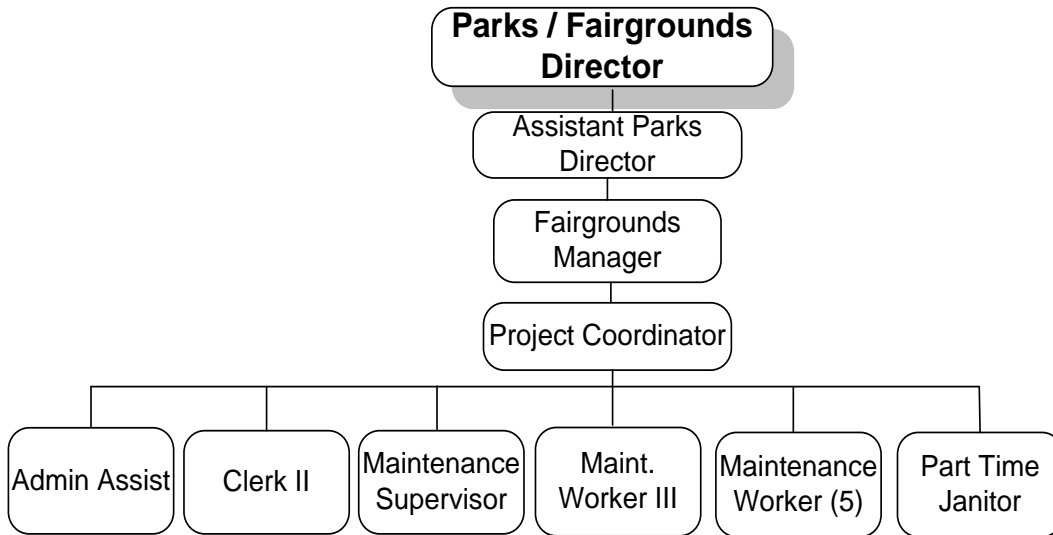 Parks / Fairgrounds
Director
Assistant Parks
Director
Fairgrounds
Manager
Project Coordinator
Admin Assist
Clerk II
Maintenance
Supervisor
Maint.
Worker III
Maintenance
Worker (5)
Part Time
Janitor